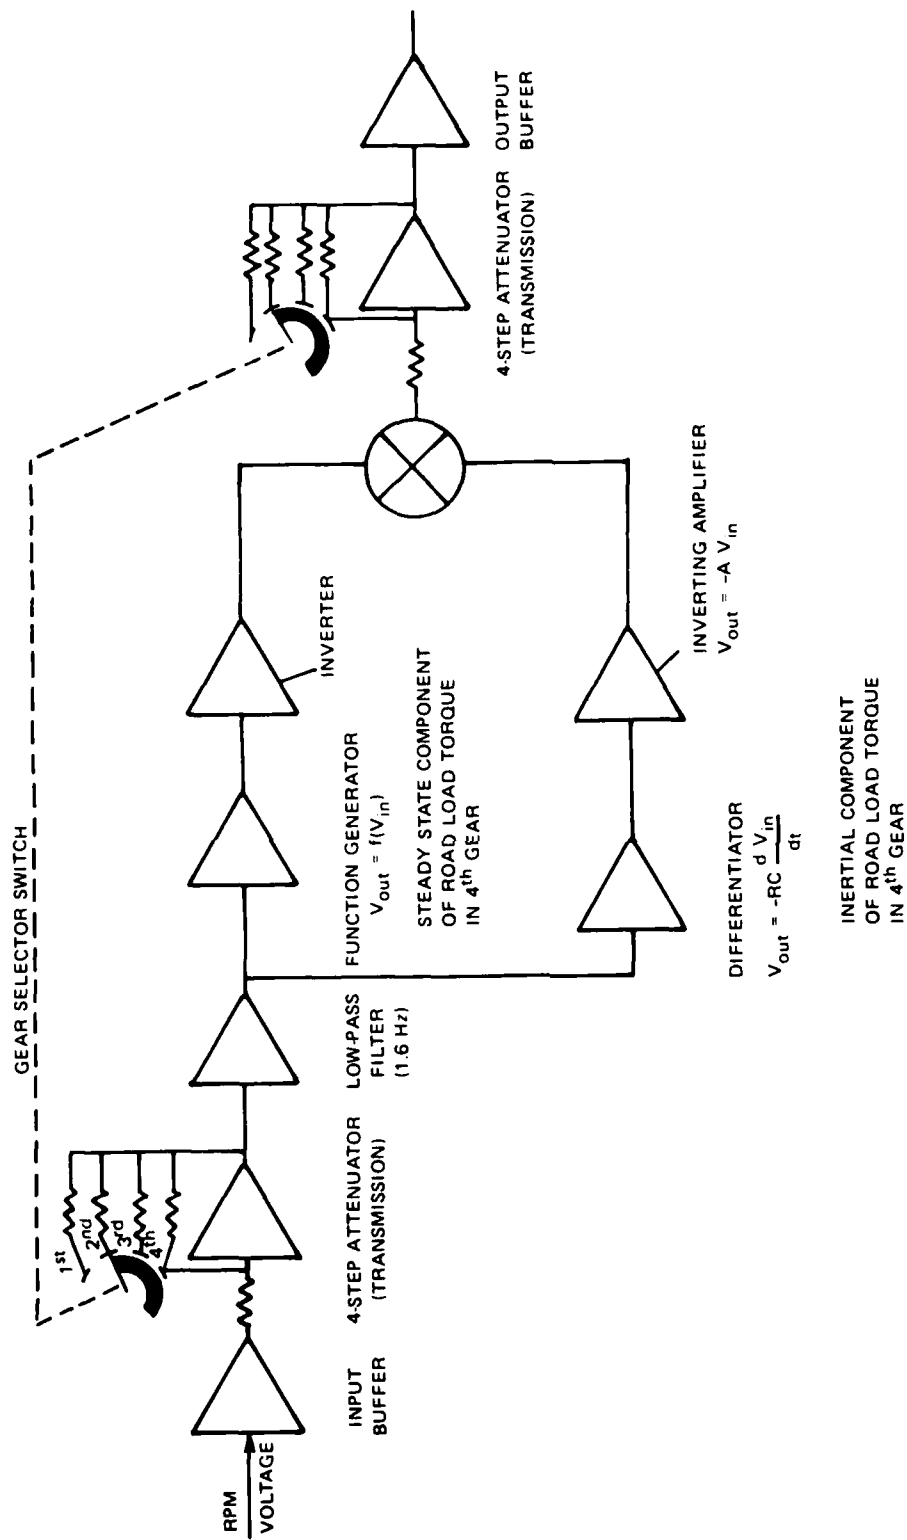 GEAR SELECTOR SWITCH
1st
2nd
3rd
4th
RPM
VOLTAGE
INPUT
BUFFER
4-STEP ATTENUATOR
(TRANSMISSION)
LOW-PASS
FILTER
(1.6 Hz)
FUNCTION GENERATOR
Vout = f(Vin)
STEADY STATE COMPONENT
OF ROAD LOAD TORQUE
IN 4th GEAR
INVERTER
4-STEP ATTENUATOR
(TRANSMISSION)
OUTPUT
BUFFER
DIFFERENTIATOR
Vout = -RC d Vin
dt
INERTIAL COMPONENT
OF ROAD LOAD TORQUE
IN 4th GEAR
INVERTING AMPLIFIER
Vout = -A Vin